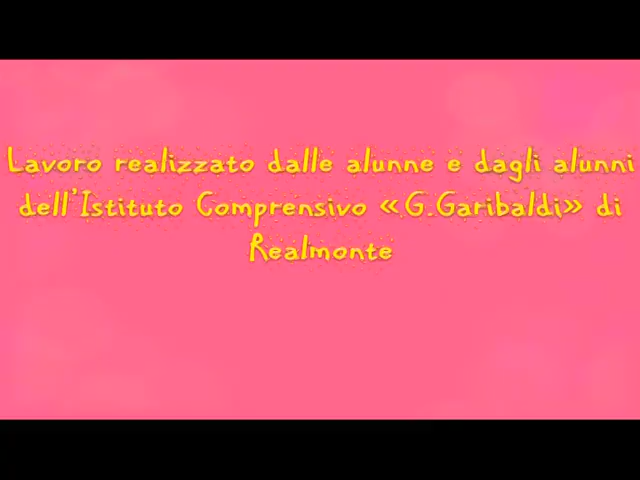 Lavoro realizzato dalle alunne e dagli alunni
dell'Istituto Comprensivo «G.Garibaldi» di
Realmonte